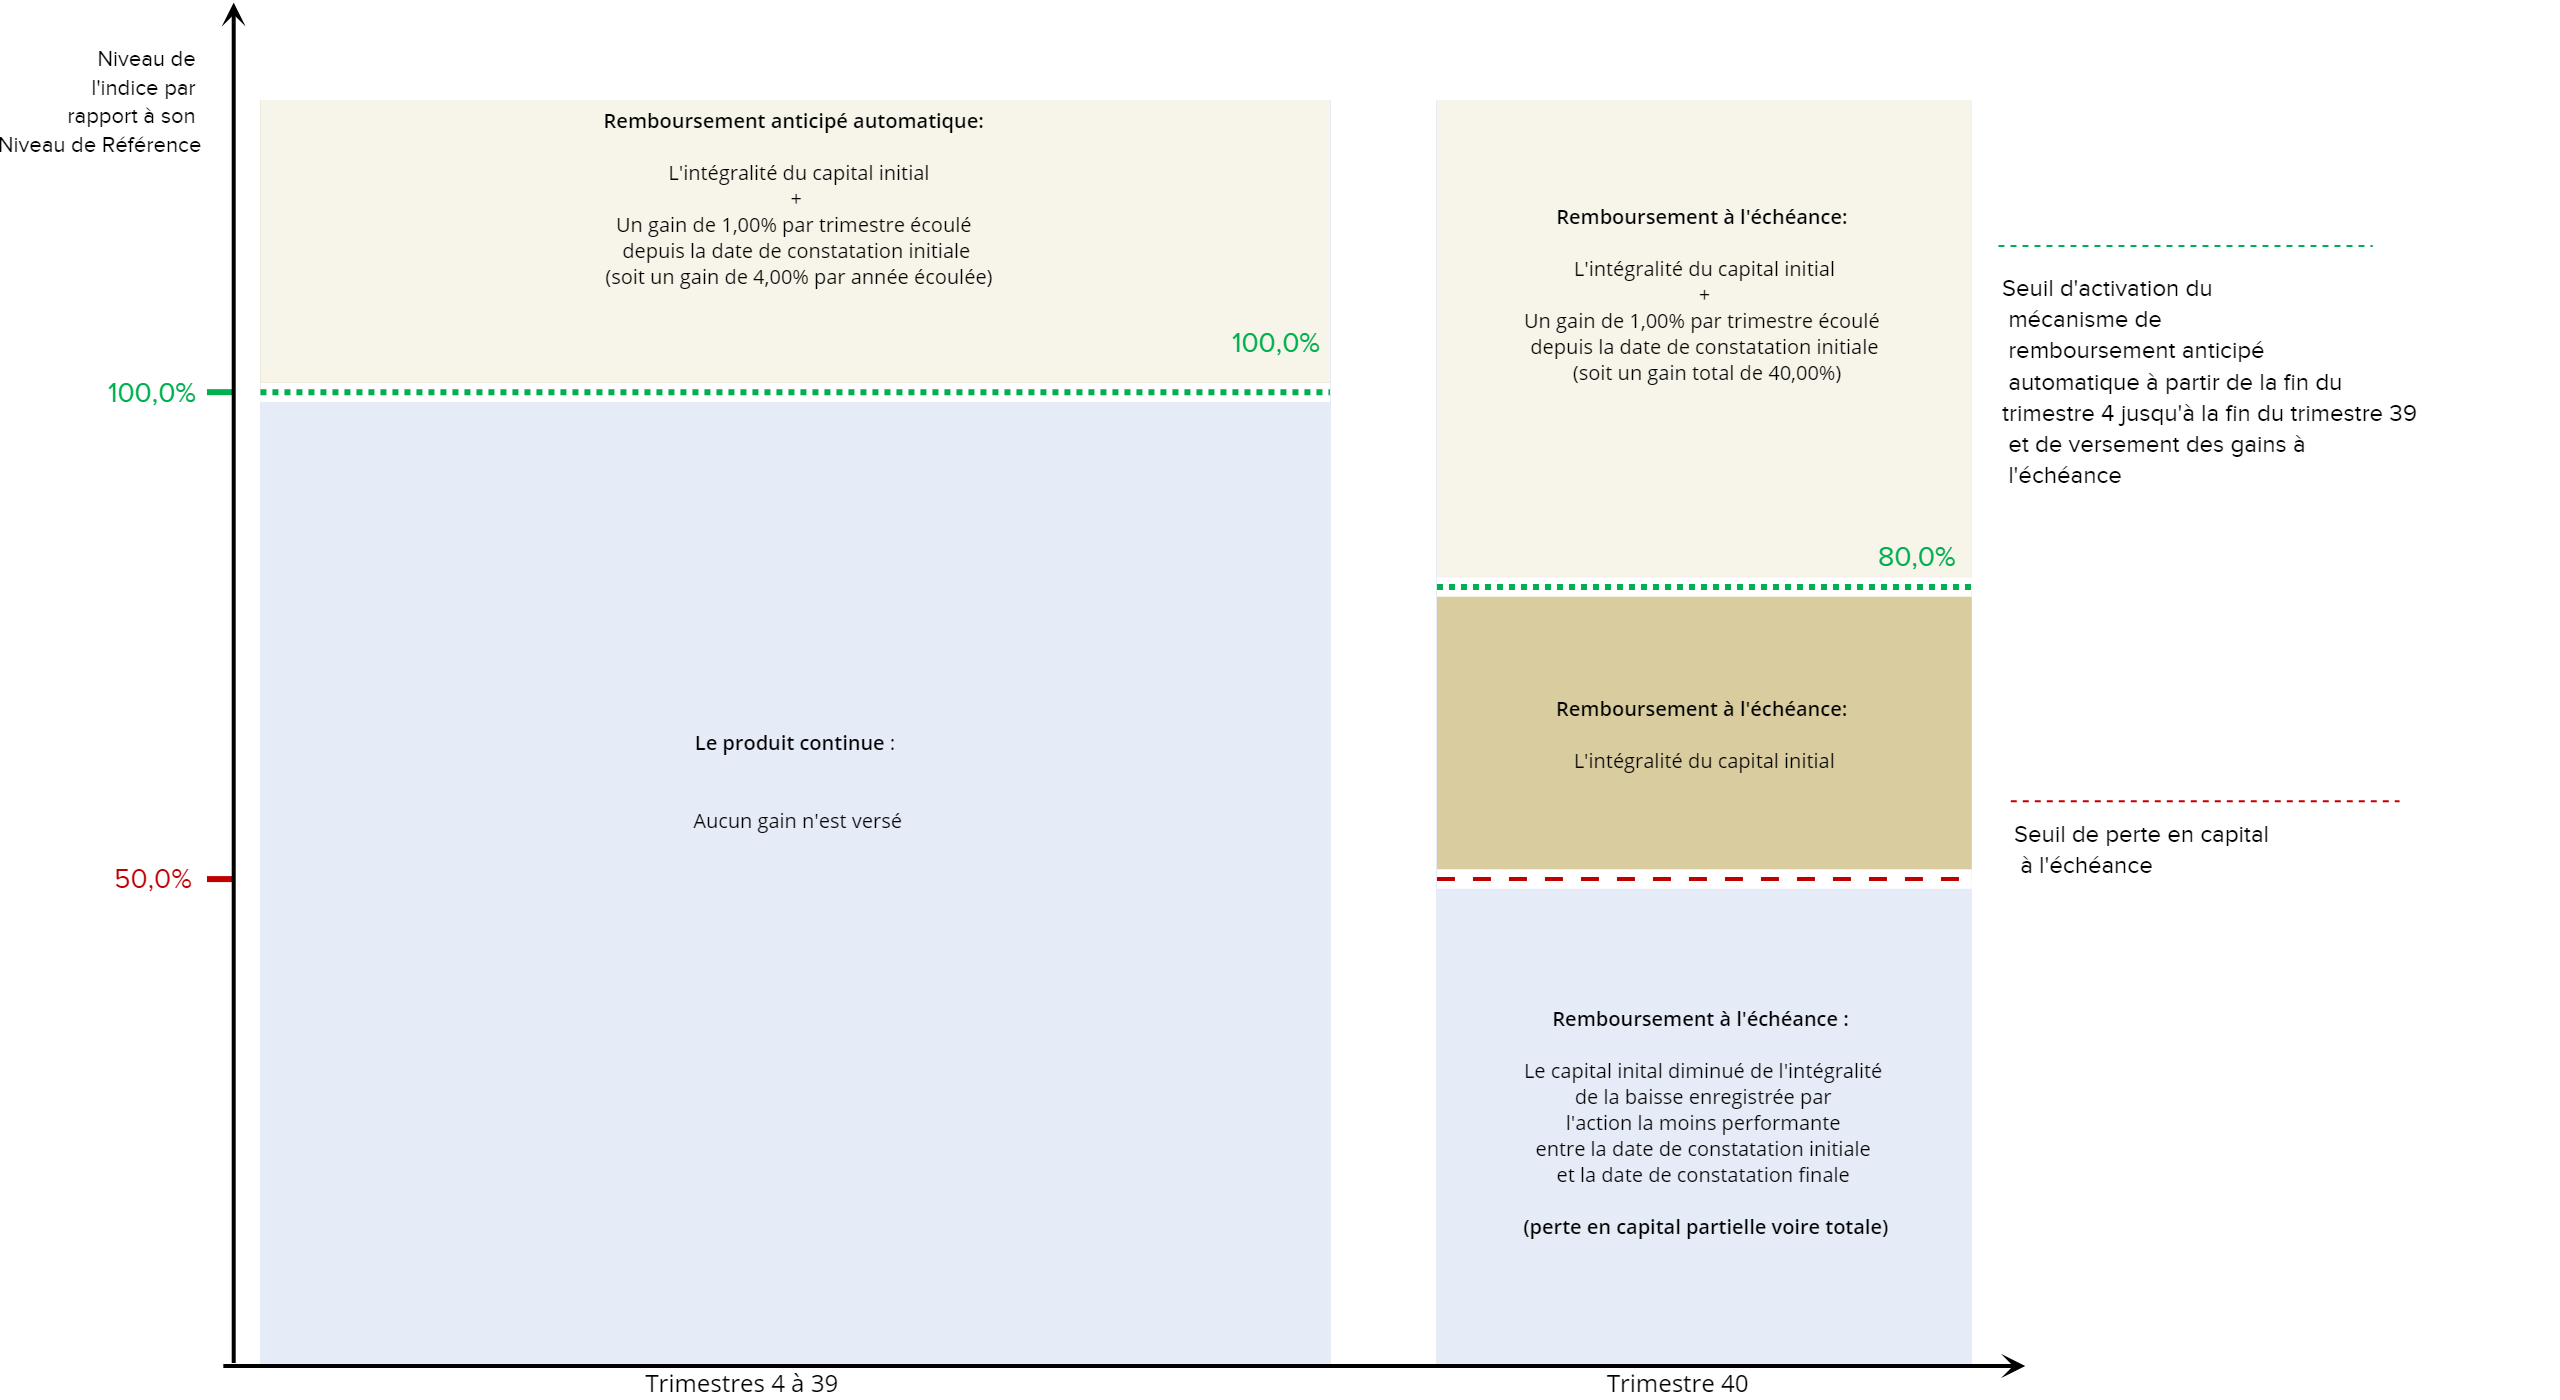 Niveau de
l'indice par
rapport à son
Niveau de Référence
100,0%
50,0%
Remboursement anticipé automatique:
L'intégralité du capital initial
+
Un gain de 1,00% par trimestre écoulé
depuis la date de constatation initiale
(soit un gain de 4,00% par année écoulée)
100,0%
Le produit continue :
Aucun gain n'est versé
Trimestres 4 à 39
Remboursement à l'échéance:
L'intégralité du capital initial
+
Un gain de 1,00% par trimestre écoulé
depuis la date de constatation initiale
(soit un gain total de 40,00%)
80,0%
Remboursement à l'échéance:
L'intégralité du capital initial
Remboursement à l'échéance :
Le capital inital diminué de l'intégralité
de la baisse enregistrée par
l'action la moins performante
entre la date de constatation initiale
et la date de constatation finale
(perte en capital partielle voire totale)
Trimestre 40
Seuil d'activation du
mécanisme de
remboursement anticipé
automatique à partir de la fin du
trimestre 4 jusqu'à la fin du trimestre 39
et de versement des gains à
l'échéance
Seuil de perte en capital
à l'échéance